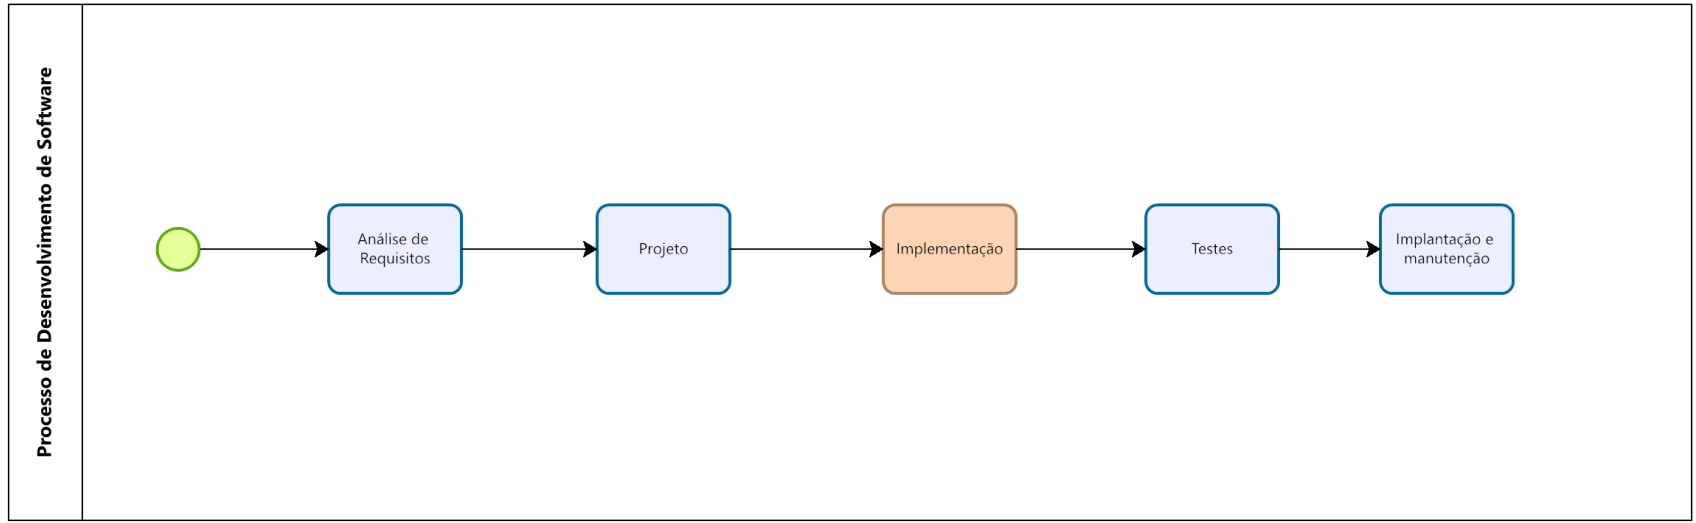 Processo de Desenvolvimento de Software
Análise de
Requisitos
Projeto
Implementação
Testes
Implantação e
manutenção